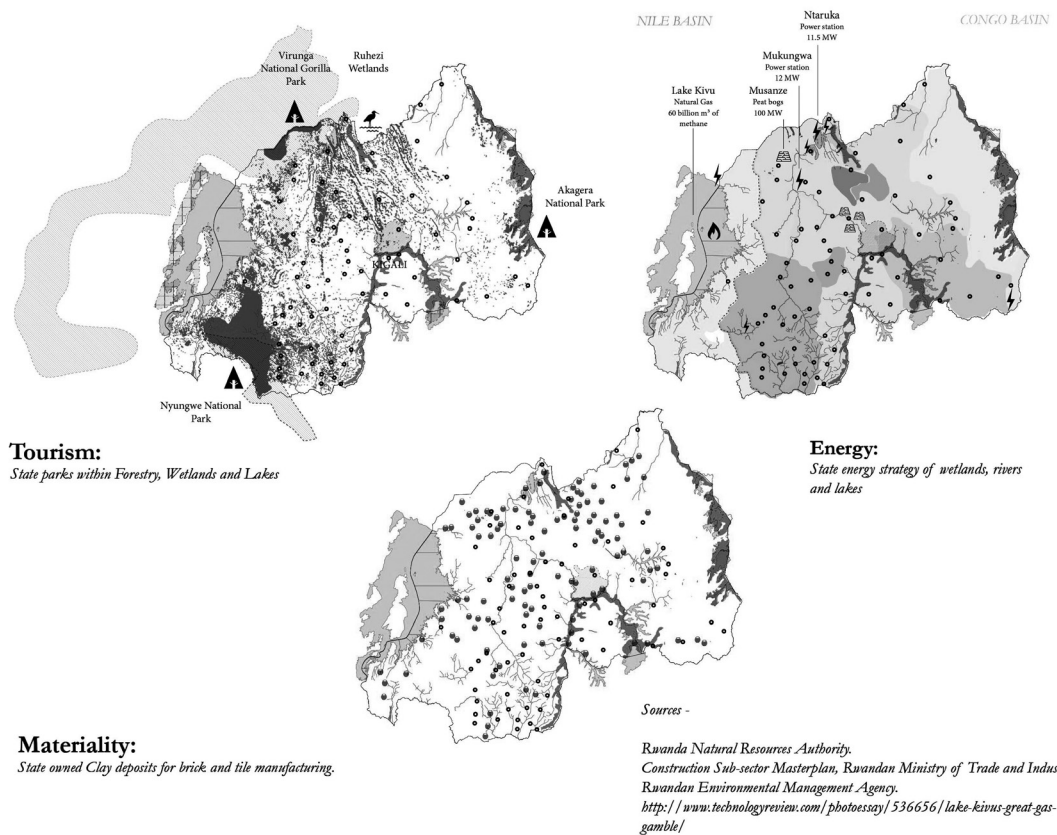 Virunga
National Gorilla
Park
Ruhezi
Wetlands
Akagera
National Park
KIGALI
Nyungwe National
Park
Tourism:
State parks within Forestry, Wetlands and Lakes
NILE BASIN
CONGO BASIN
Ntaruka
Power station
11.5 MW
Mukungwa
Power station
12 MW
Musanze
Peat bogs
100 MW
Lake Kivu
Natural Gas
60 billion m³ of
methane
Energy:
State energy strategy of wetlands, rivers
and lakes
Materiality:
State owned Clay deposits for brick and tile manufacturing.
Sources -
Rwanda Natural Resources Authority.
Construction Sub-sector Masterplan, Rwandan Ministry of Trade and Indus
Rwandan Environmental Management Agency.
http://www.technologyreview.com/photoessay/536656/lake-kivus-great-gas-
gamble/